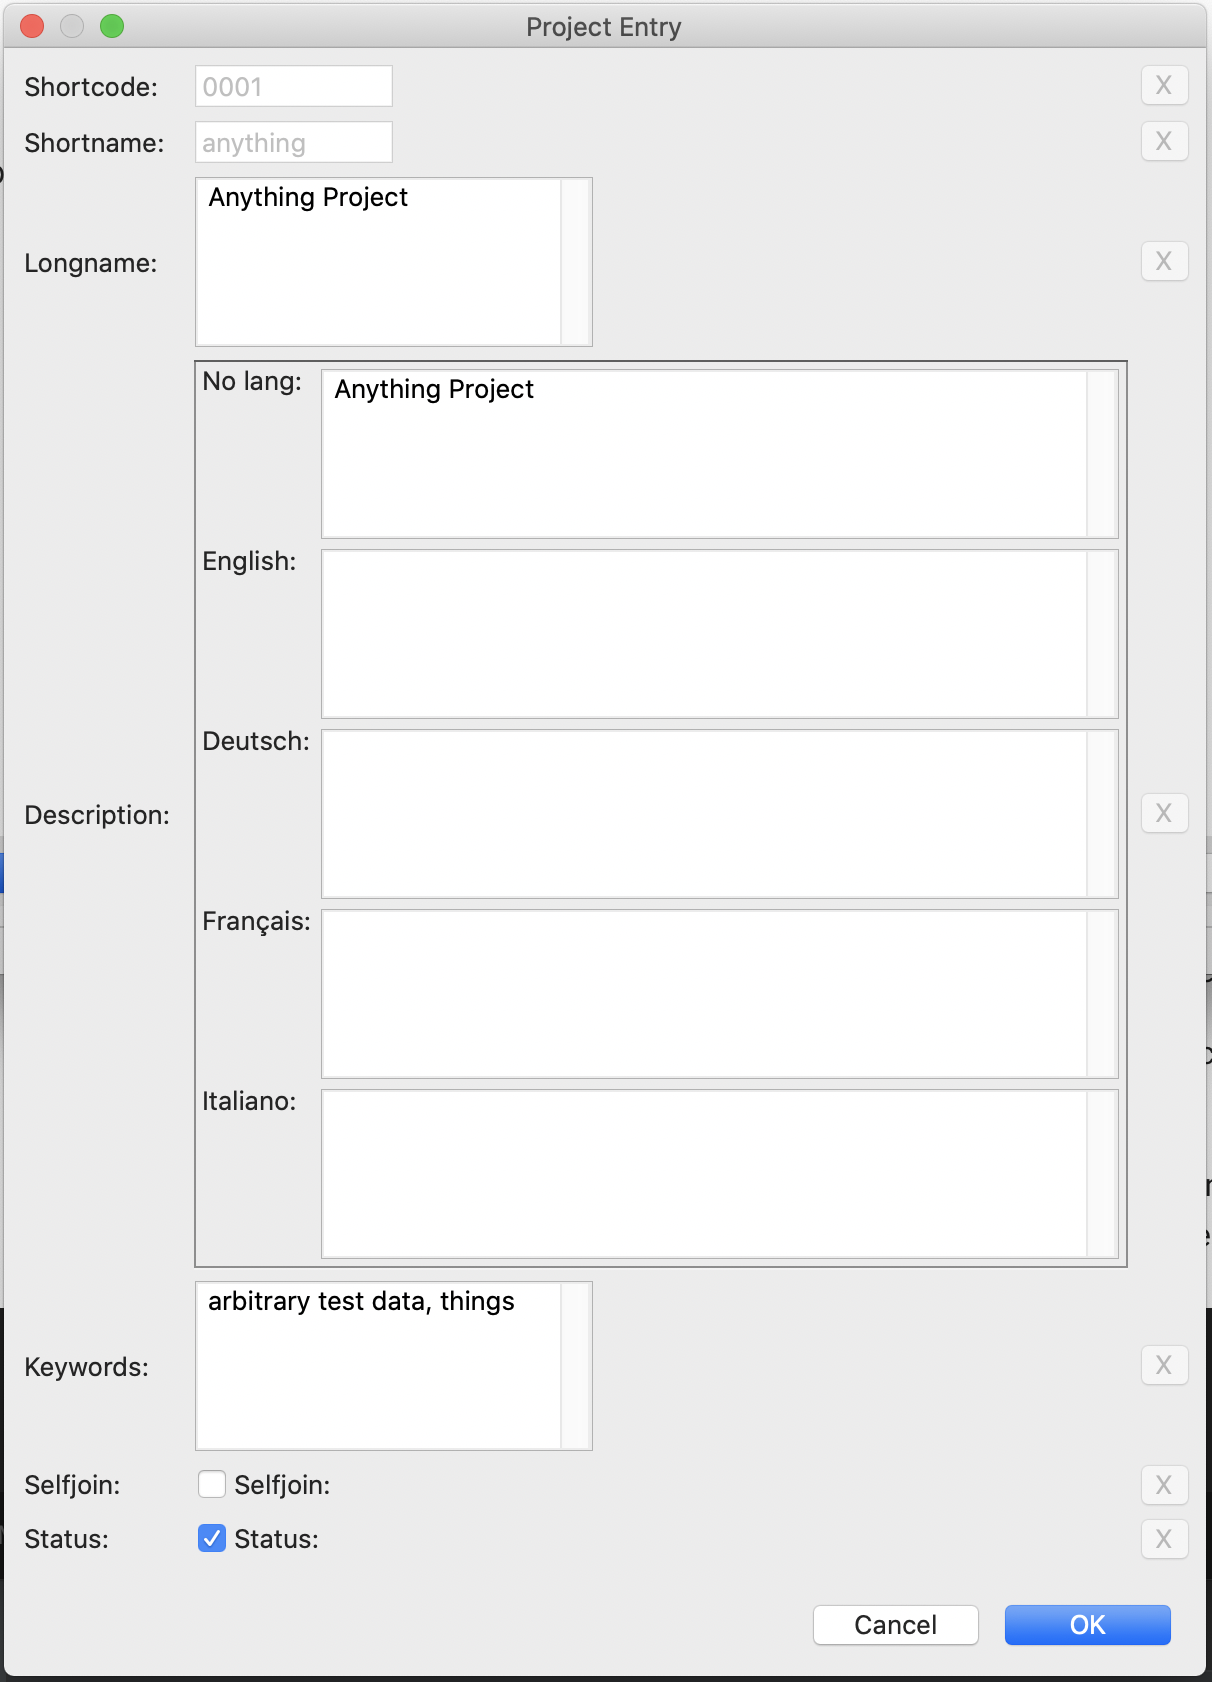 Project Entry
Shortcode: 0001 X
Shortname: anything X
Longname: Anything Project X
Description: X
No lang: Anything Project
English:
Deutsch:
Français:
Italiano:
Keywords: arbitrary test data, things X
Selfjoin: Selfjoin: X
Status: Status: X
Cancel OK